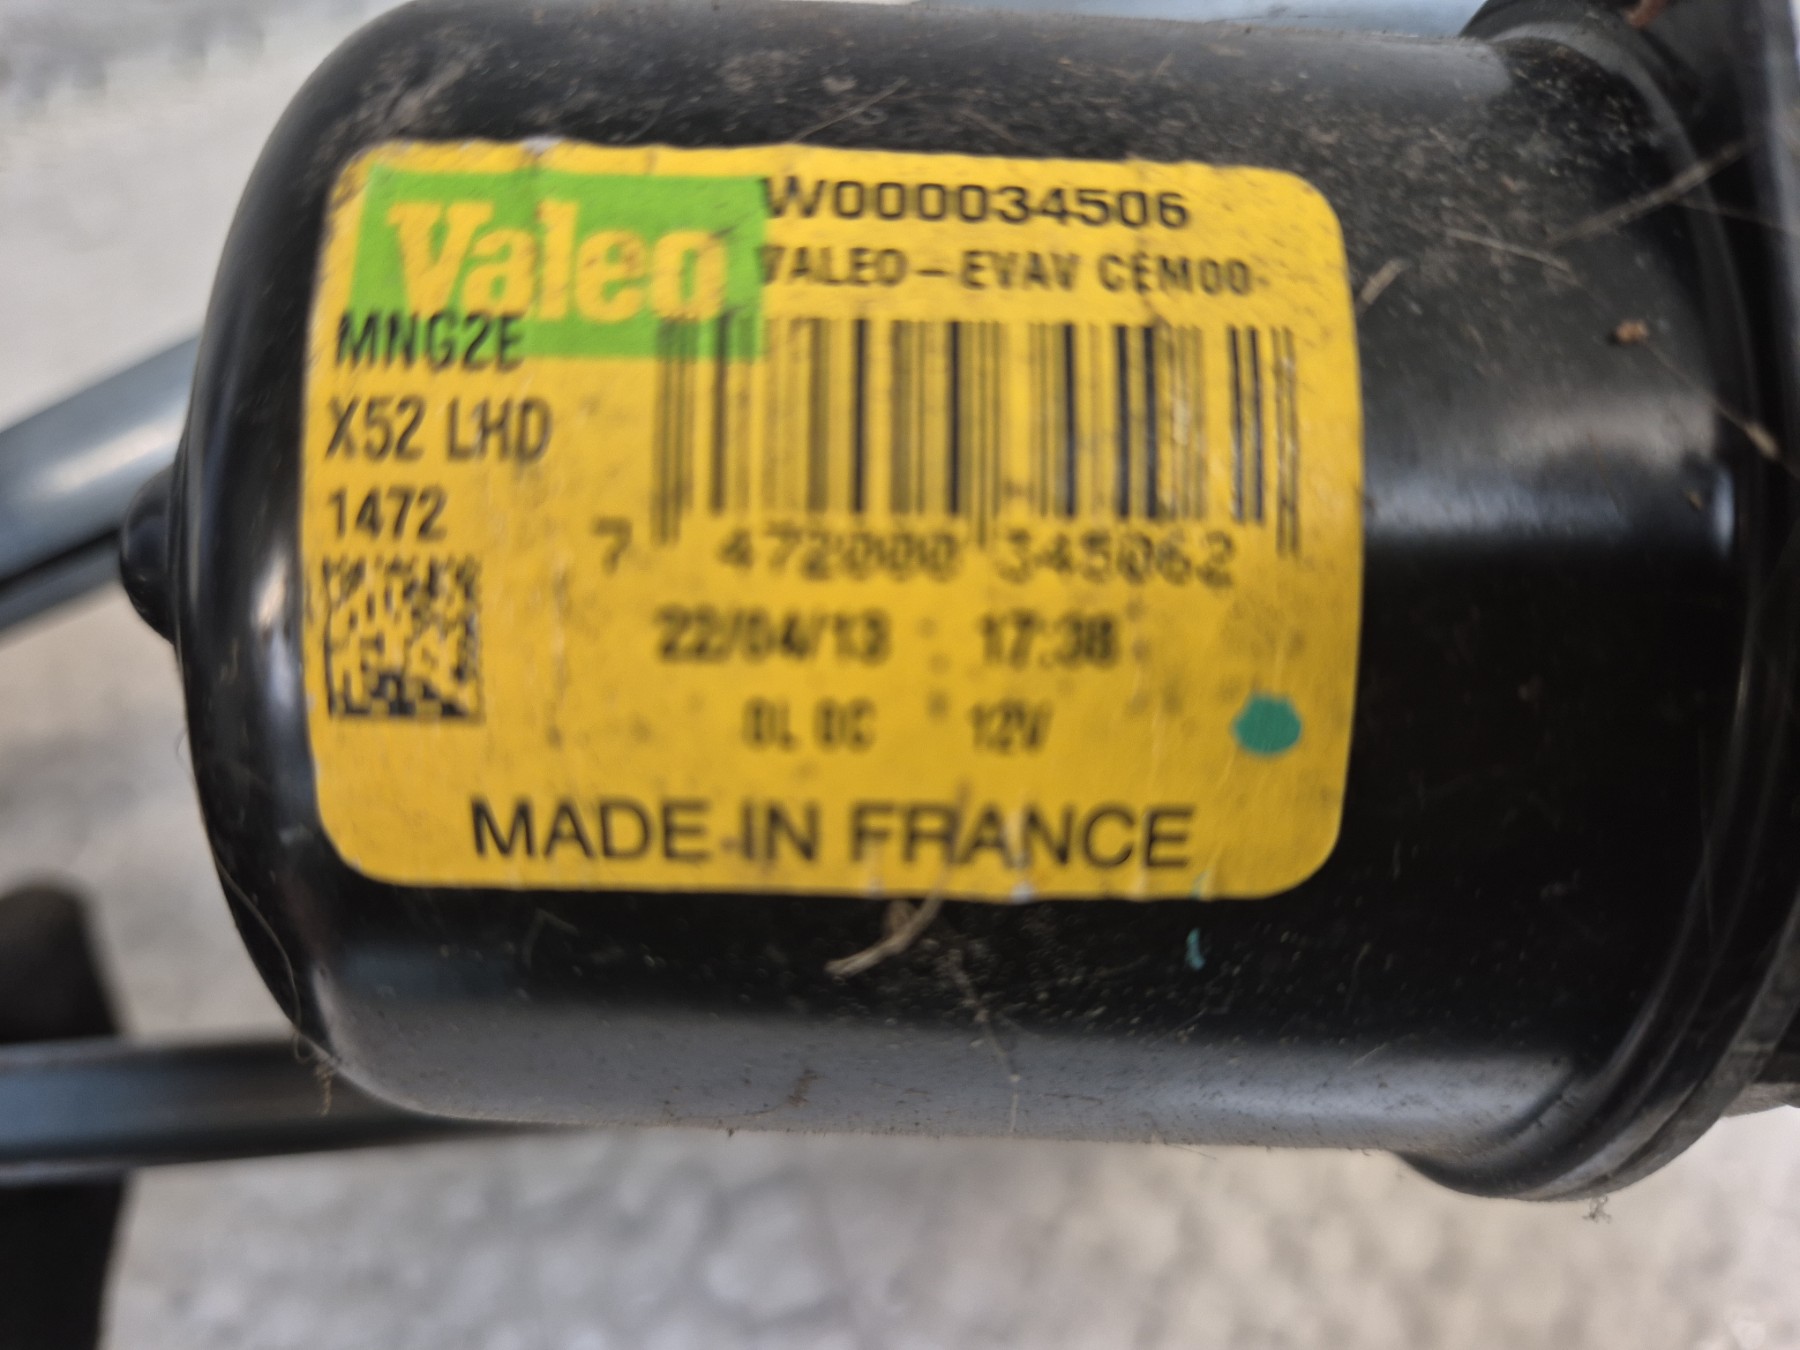 Valeo
W000034506
VALEO-EVAV CEM00-
MNG2E
X52 LHD
1472
7 472000 345062
22/04/13 17:38
12V
MADE IN FRANCE